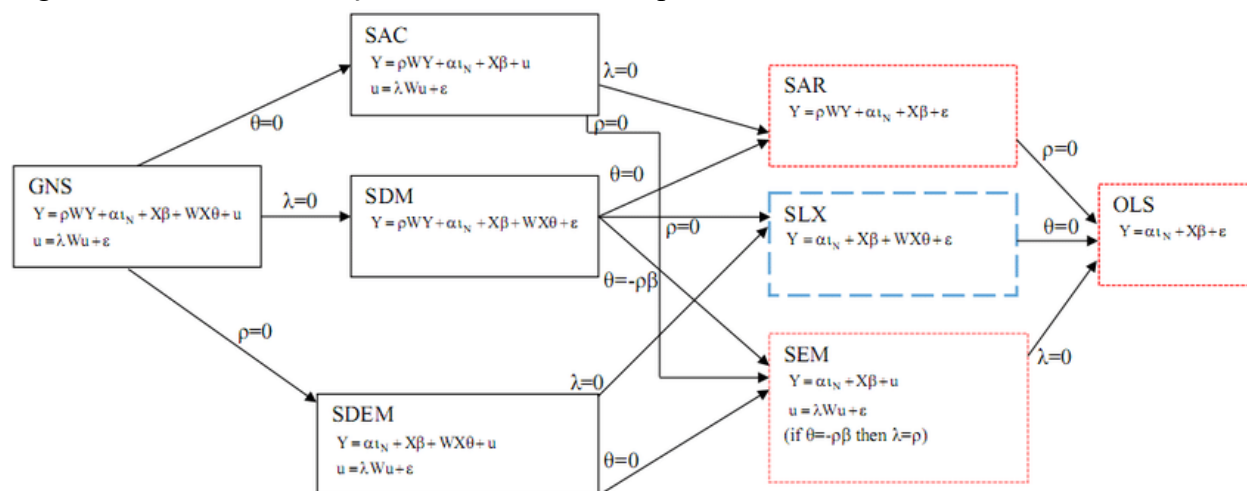 SAC
Y = ρWY + αι_N + Xβ + u
u = λWu + ε
λ=0
ρ=0
θ=0
SAR
Y = ρWY + αι_N + Xβ + ε
ρ=0
GNS
Y = ρWY + αι_N + Xβ + WXθ + u
u = λWu + ε
λ=0
SDM
Y = ρWY + αι_N + Xβ + WXθ + ε
θ=0
ρ=0
θ=-ρβ
SLX
Y = αι_N + Xβ + WXθ + ε
θ=0
OLS
Y = αι_N + Xβ + ε
ρ=0
SDEM
Y = αι_N + Xβ + WXθ + u
u = λWu + ε
λ=0
θ=0
SEM
Y = αι_N + Xβ + u
u = λWu + ε
(if θ=-ρβ then λ=ρ)
λ=0